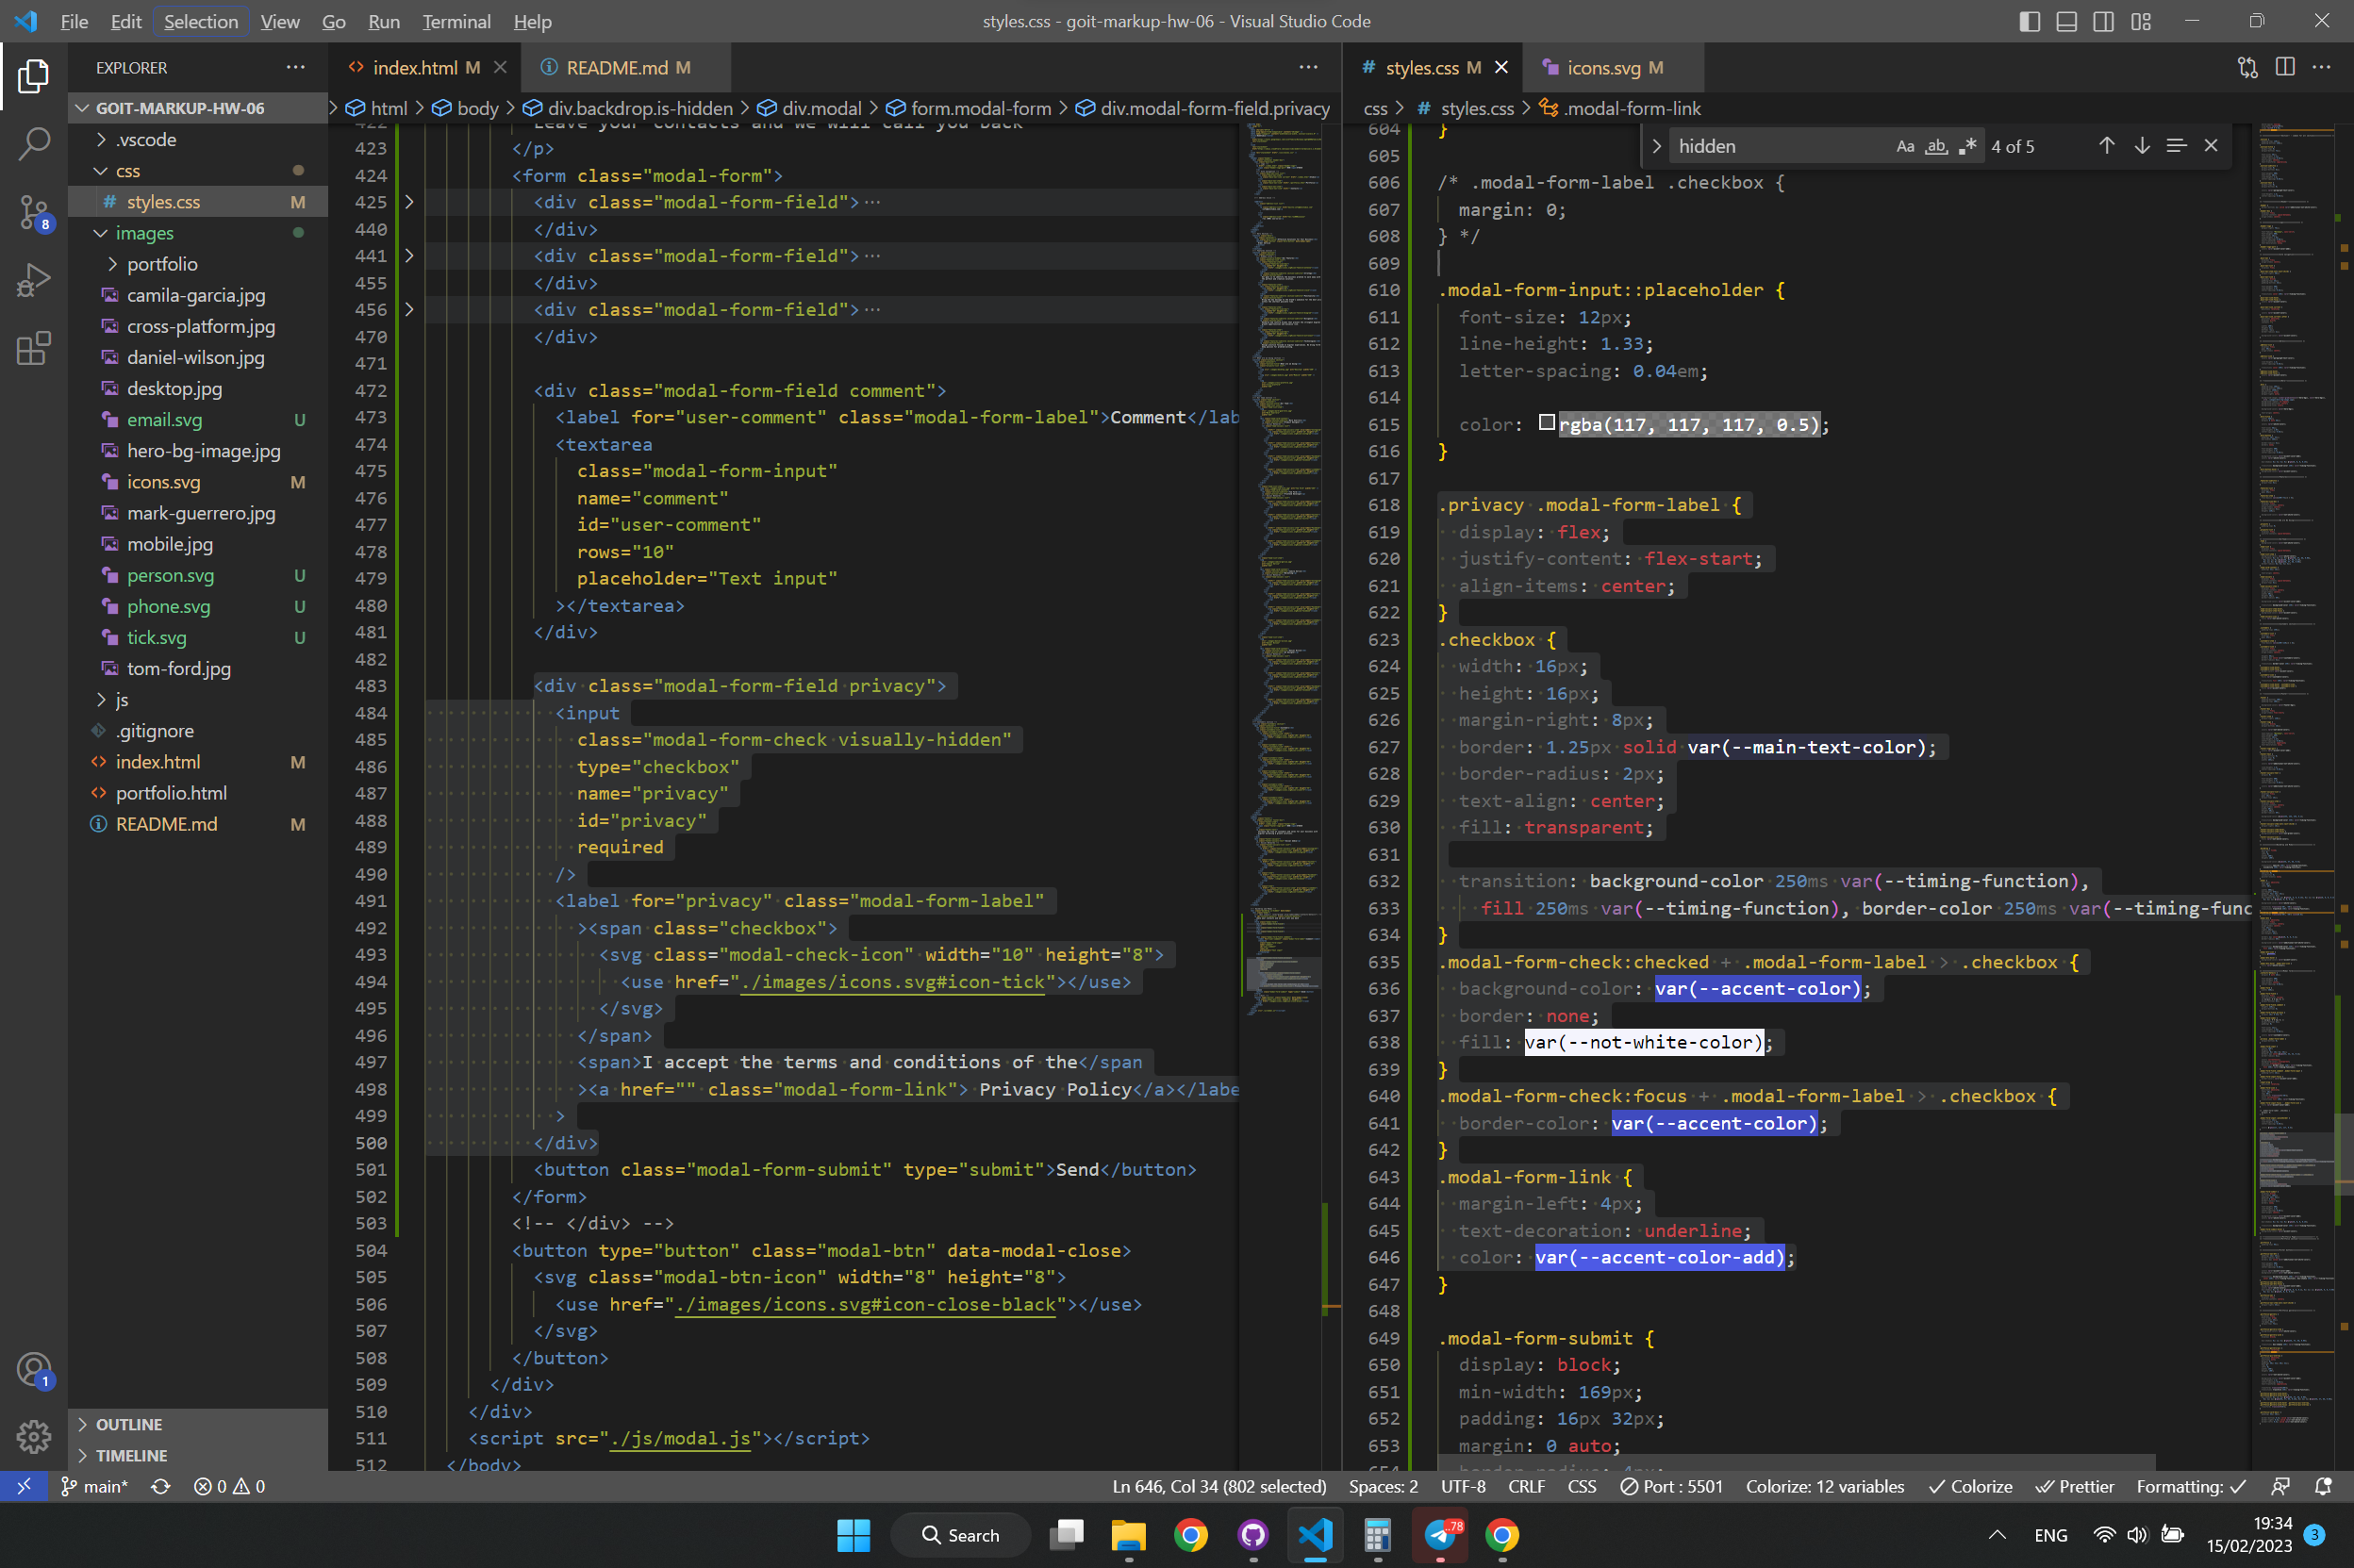 File Edit Selection View Go Run Terminal Help
styles.css - goit-markup-hw-06 - Visual Studio Code
EXPLORER
GOIT-MARKUP-HW-06
.vscode
css
styles.css M
images
portfolio
camila-garcia.jpg
cross-platform.jpg
daniel-wilson.jpg
desktop.jpg
email.svg U
hero-bg-image.jpg
icons.svg M
mark-guerrero.jpg
mobile.jpg
person.svg U
phone.svg U
tick.svg U
tom-ford.jpg
js
.gitignore
index.html M
portfolio.html
README.md M
OUTLINE
TIMELINE
8
1
index.html M README.md M
html > body > div.backdrop.is-hidden > div.modal > form.modal-form > div.modal-form-field.privacy
422 Leave your contacts and we will call you back
423 </p>
424 <form class="modal-form">
425 <div class="modal-form-field">
440 </div>
441 <div class="modal-form-field">
455 </div>
456 <div class="modal-form-field">
470 </div>
471
472 <div class="modal-form-field comment">
473 <label for="user-comment" class="modal-form-label">Comment</lab
474 <textarea
475 class="modal-form-input"
476 name="comment"
477 id="user-comment"
478 rows="10"
479 placeholder="Text input"
480 ></textarea>
481 </div>
482
483 <div class="modal-form-field privacy">
484 <input
485 class="modal-form-check visually-hidden"
486 type="checkbox"
487 name="privacy"
488 id="privacy"
489 required
490 />
491 <label for="privacy" class="modal-form-label"
492 ><span class="checkbox">
493 <svg class="modal-check-icon" width="10" height="8">
494 <use href="./images/icons.svg#icon-tick"></use>
495 </svg>
496 </span>
497 <span>I accept the terms and conditions of the</span
498 ><a href="" class="modal-form-link"> Privacy Policy</a></labe
499 >
500 </div>
501 <button class="modal-form-submit" type="submit">Send</button>
502 </form>
503 <!-- </div> -->
504 <button type="button" class="modal-btn" data-modal-close>
505 <svg class="modal-btn-icon" width="8" height="8">
506 <use href="./images/icons.svg#icon-close-black"></use>
507 </svg>
508 </button>
509 </div>
510 </div>
511 <script src="./js/modal.js"></script>
512 </body>
styles.css M icons.svg M
css > styles.css > .modal-form-link
hidden Aa ab 4 of 5
604 }
605
606 /* .modal-form-label .checkbox {
607 margin: 0;
608 } */
609
610 .modal-form-input::placeholder {
611 font-size: 12px;
612 line-height: 1.33;
613 letter-spacing: 0.04em;
614
615 color: rgba(117, 117, 117, 0.5);
616 }
617
618 .privacy .modal-form-label {
619 display: flex;
620 justify-content: flex-start;
621 align-items: center;
622 }
623 .checkbox {
624 width: 16px;
625 height: 16px;
626 margin-right: 8px;
627 border: 1.25px solid var(--main-text-color);
628 border-radius: 2px;
629 text-align: center;
630 fill: transparent;
631
632 transition: background-color 250ms var(--timing-function),
633 fill 250ms var(--timing-function), border-color 250ms var(--timing-func
634 }
635 .modal-form-check:checked + .modal-form-label > .checkbox {
636 background-color: var(--accent-color);
637 border: none;
638 fill: var(--not-white-color);
639 }
640 .modal-form-check:focus + .modal-form-label > .checkbox {
641 border-color: var(--accent-color);
642 }
643 .modal-form-link {
644 margin-left: 4px;
645 text-decoration: underline;
646 color: var(--accent-color-add);
647 }
648
649 .modal-form-submit {
650 display: block;
651 min-width: 169px;
652 padding: 16px 32px;
653 margin: 0 auto;
main* 0 0 Ln 646, Col 34 (802 selected) Spaces: 2 UTF-8 CRLF CSS Port : 5501 Colorize: 12 variables Colorize Prettier Formatting:
Search 78 ENG 19:34
15/02/2023 3